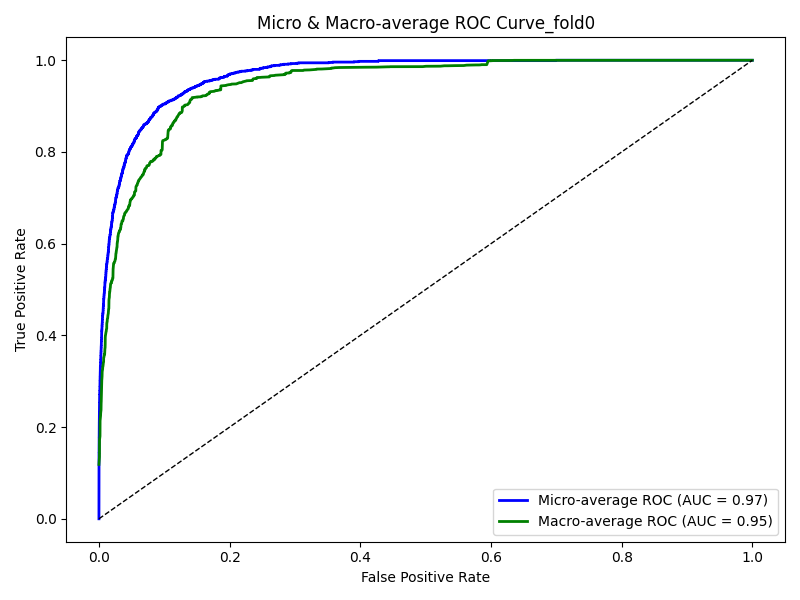 Micro & Macro-average ROC Curve_fold0
True Positive Rate
1.0
0.8
0.6
0.4
0.2
0.0
0.0
0.2
0.4
0.6
0.8
1.0
False Positive Rate
Micro-average ROC (AUC = 0.97)
Macro-average ROC (AUC = 0.95)